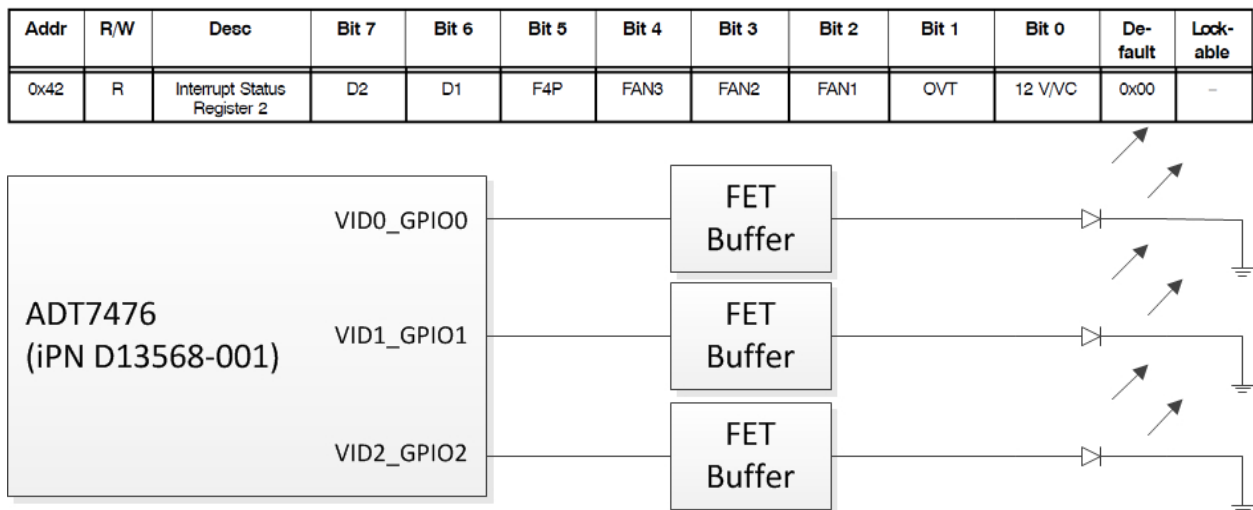 Addr R/W Desc Bit 7 Bit 6 Bit 5 Bit 4 Bit 3 Bit 2 Bit 1 Bit 0 De-
fault Lock-
able
0x42 R Interrupt Status
Register 2 D2 D1 F4P FAN3 FAN2 FAN1 OVT 12 V/VC 0x00 –
VID0_GPIO0
FET
Buffer
ADT7476
(iPN D13568-001)
VID1_GPIO1
FET
Buffer
VID2_GPIO2
FET
Buffer